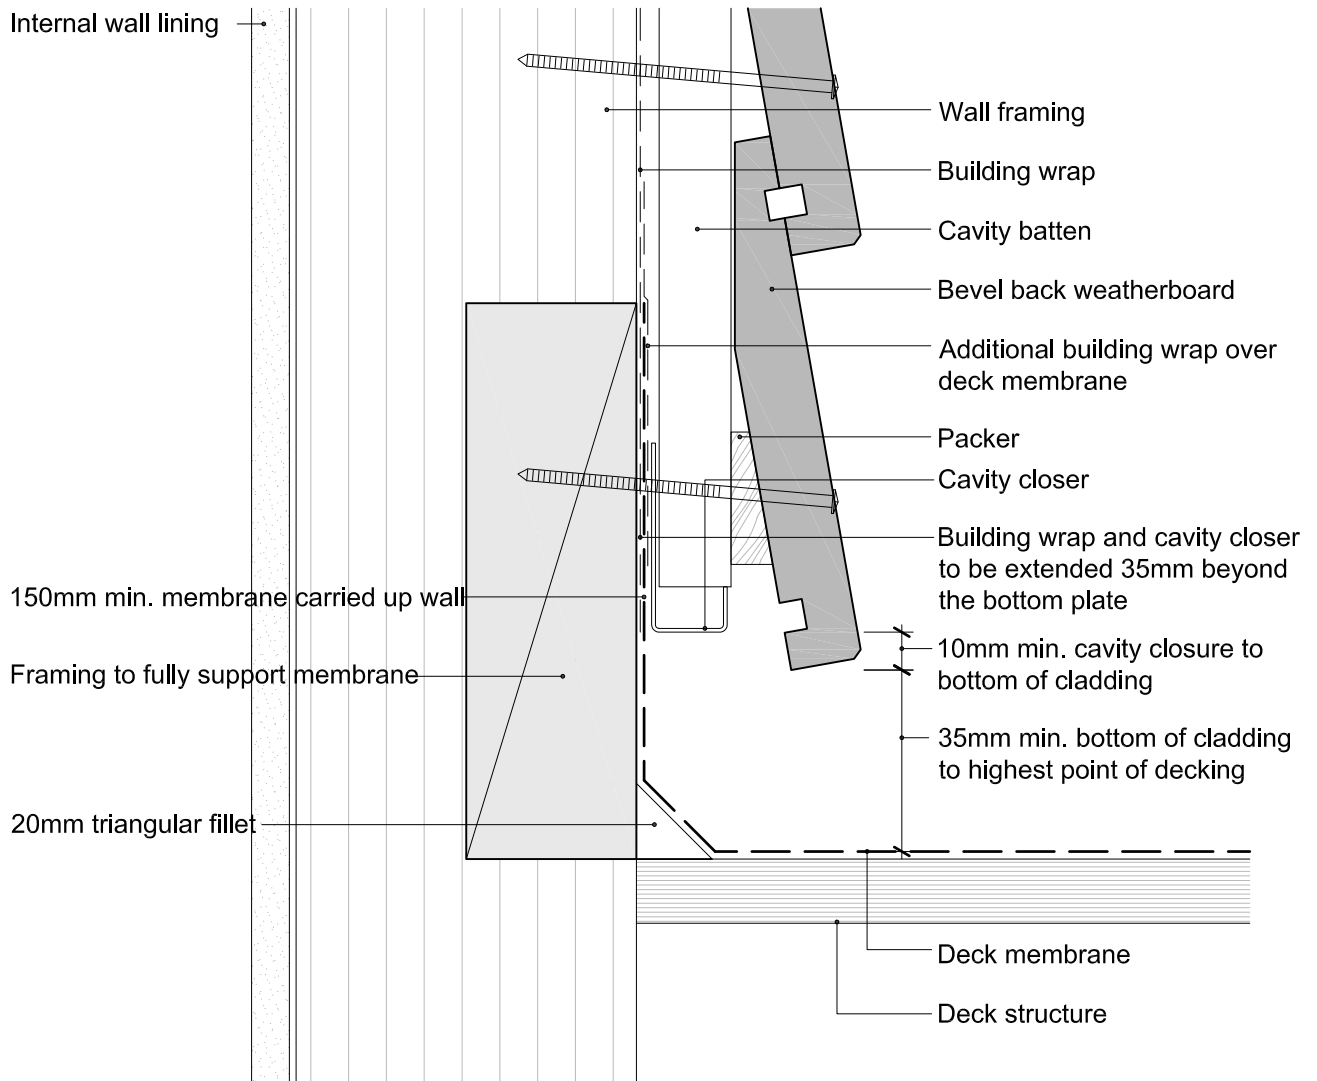 Internal wall lining
Wall framing
Building wrap
Cavity batten
Bevel back weatherboard
Additional building wrap over
deck membrane
Packer
Cavity closer
Building wrap and cavity closer
to be extended 35mm beyond
the bottom plate
150mm min. membrane carried up wall
10mm min. cavity closure to
bottom of cladding
Framing to fully support membrane
35mm min. bottom of cladding
to highest point of decking
20mm triangular fillet
Deck membrane
Deck structure